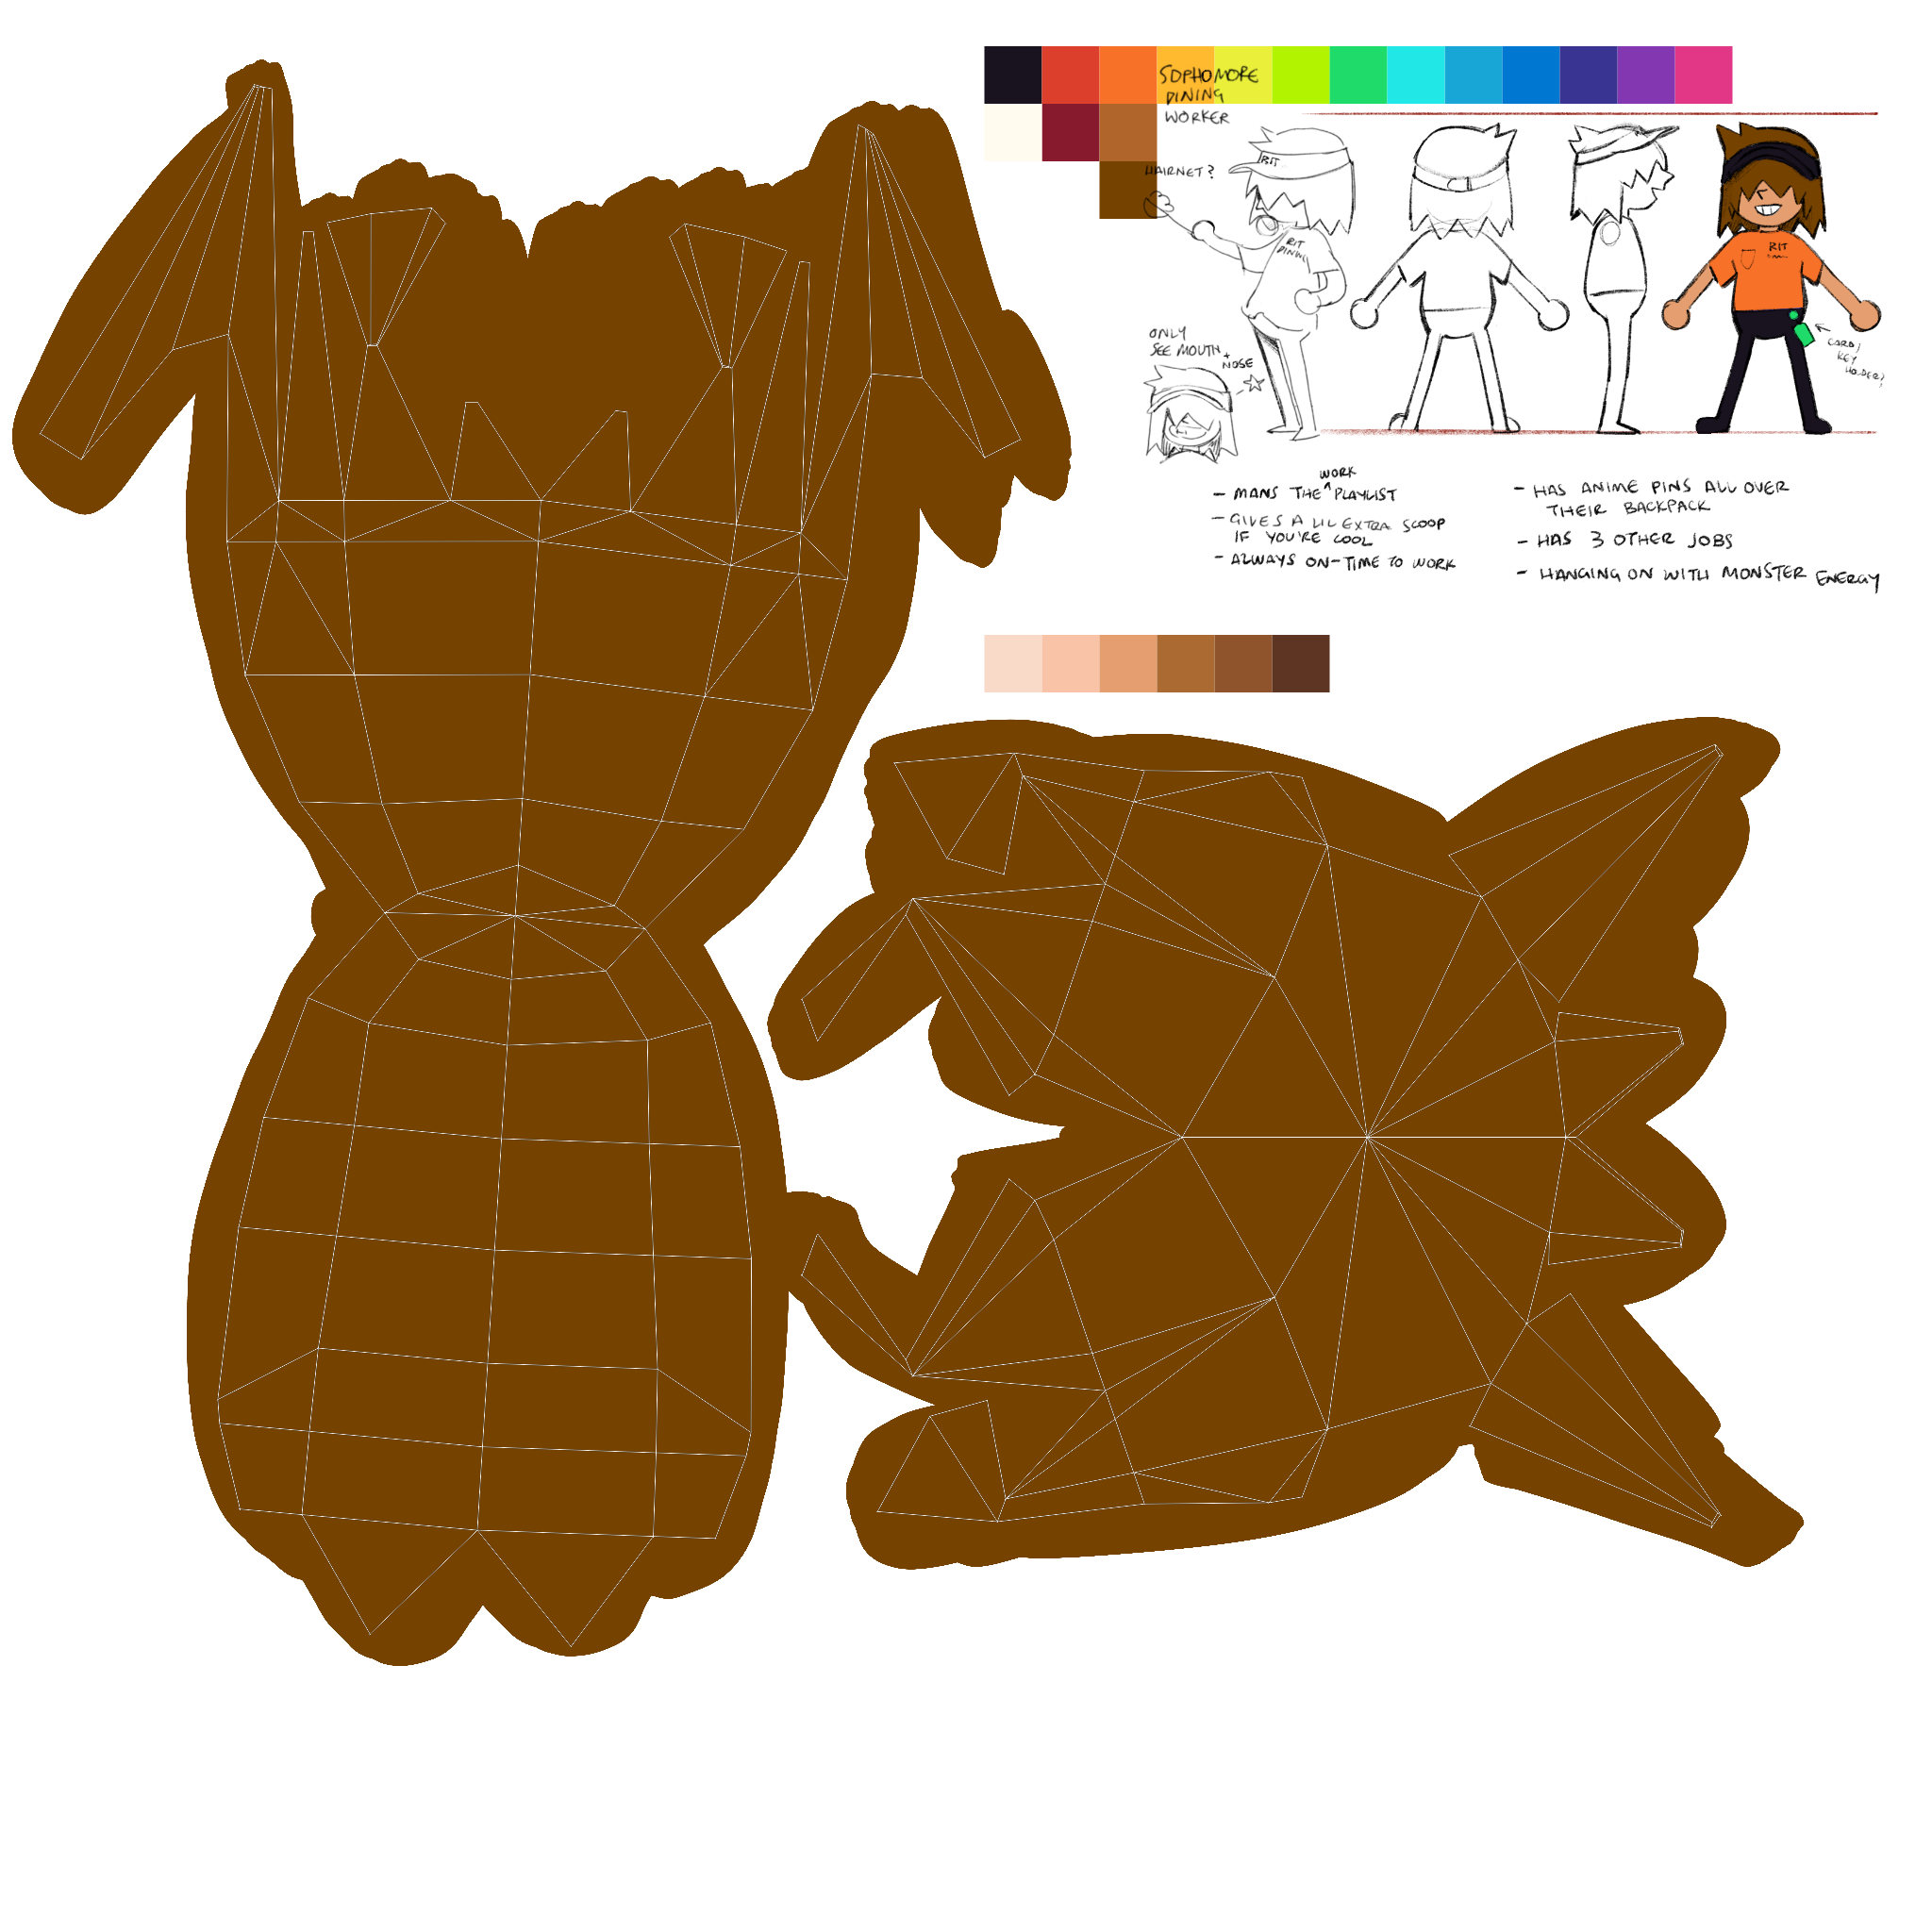 SOPHOMORE
DINING
WORKER
HAIRNET?
RIT
RIT
DINING
RIT
ONLY
SEE MOUTH +
NOSE
CARD/
KEY
HOLDER?
- MANS THE ^WORK PLAYLIST
- GIVES A LIL EXTRA SCOOP
IF YOU'RE COOL
- ALWAYS ON-TIME TO WORK
- HAS ANIME PINS ALL OVER
THEIR BACKPACK
- HAS 3 OTHER JOBS
- HANGING ON WITH MONSTER ENERGY